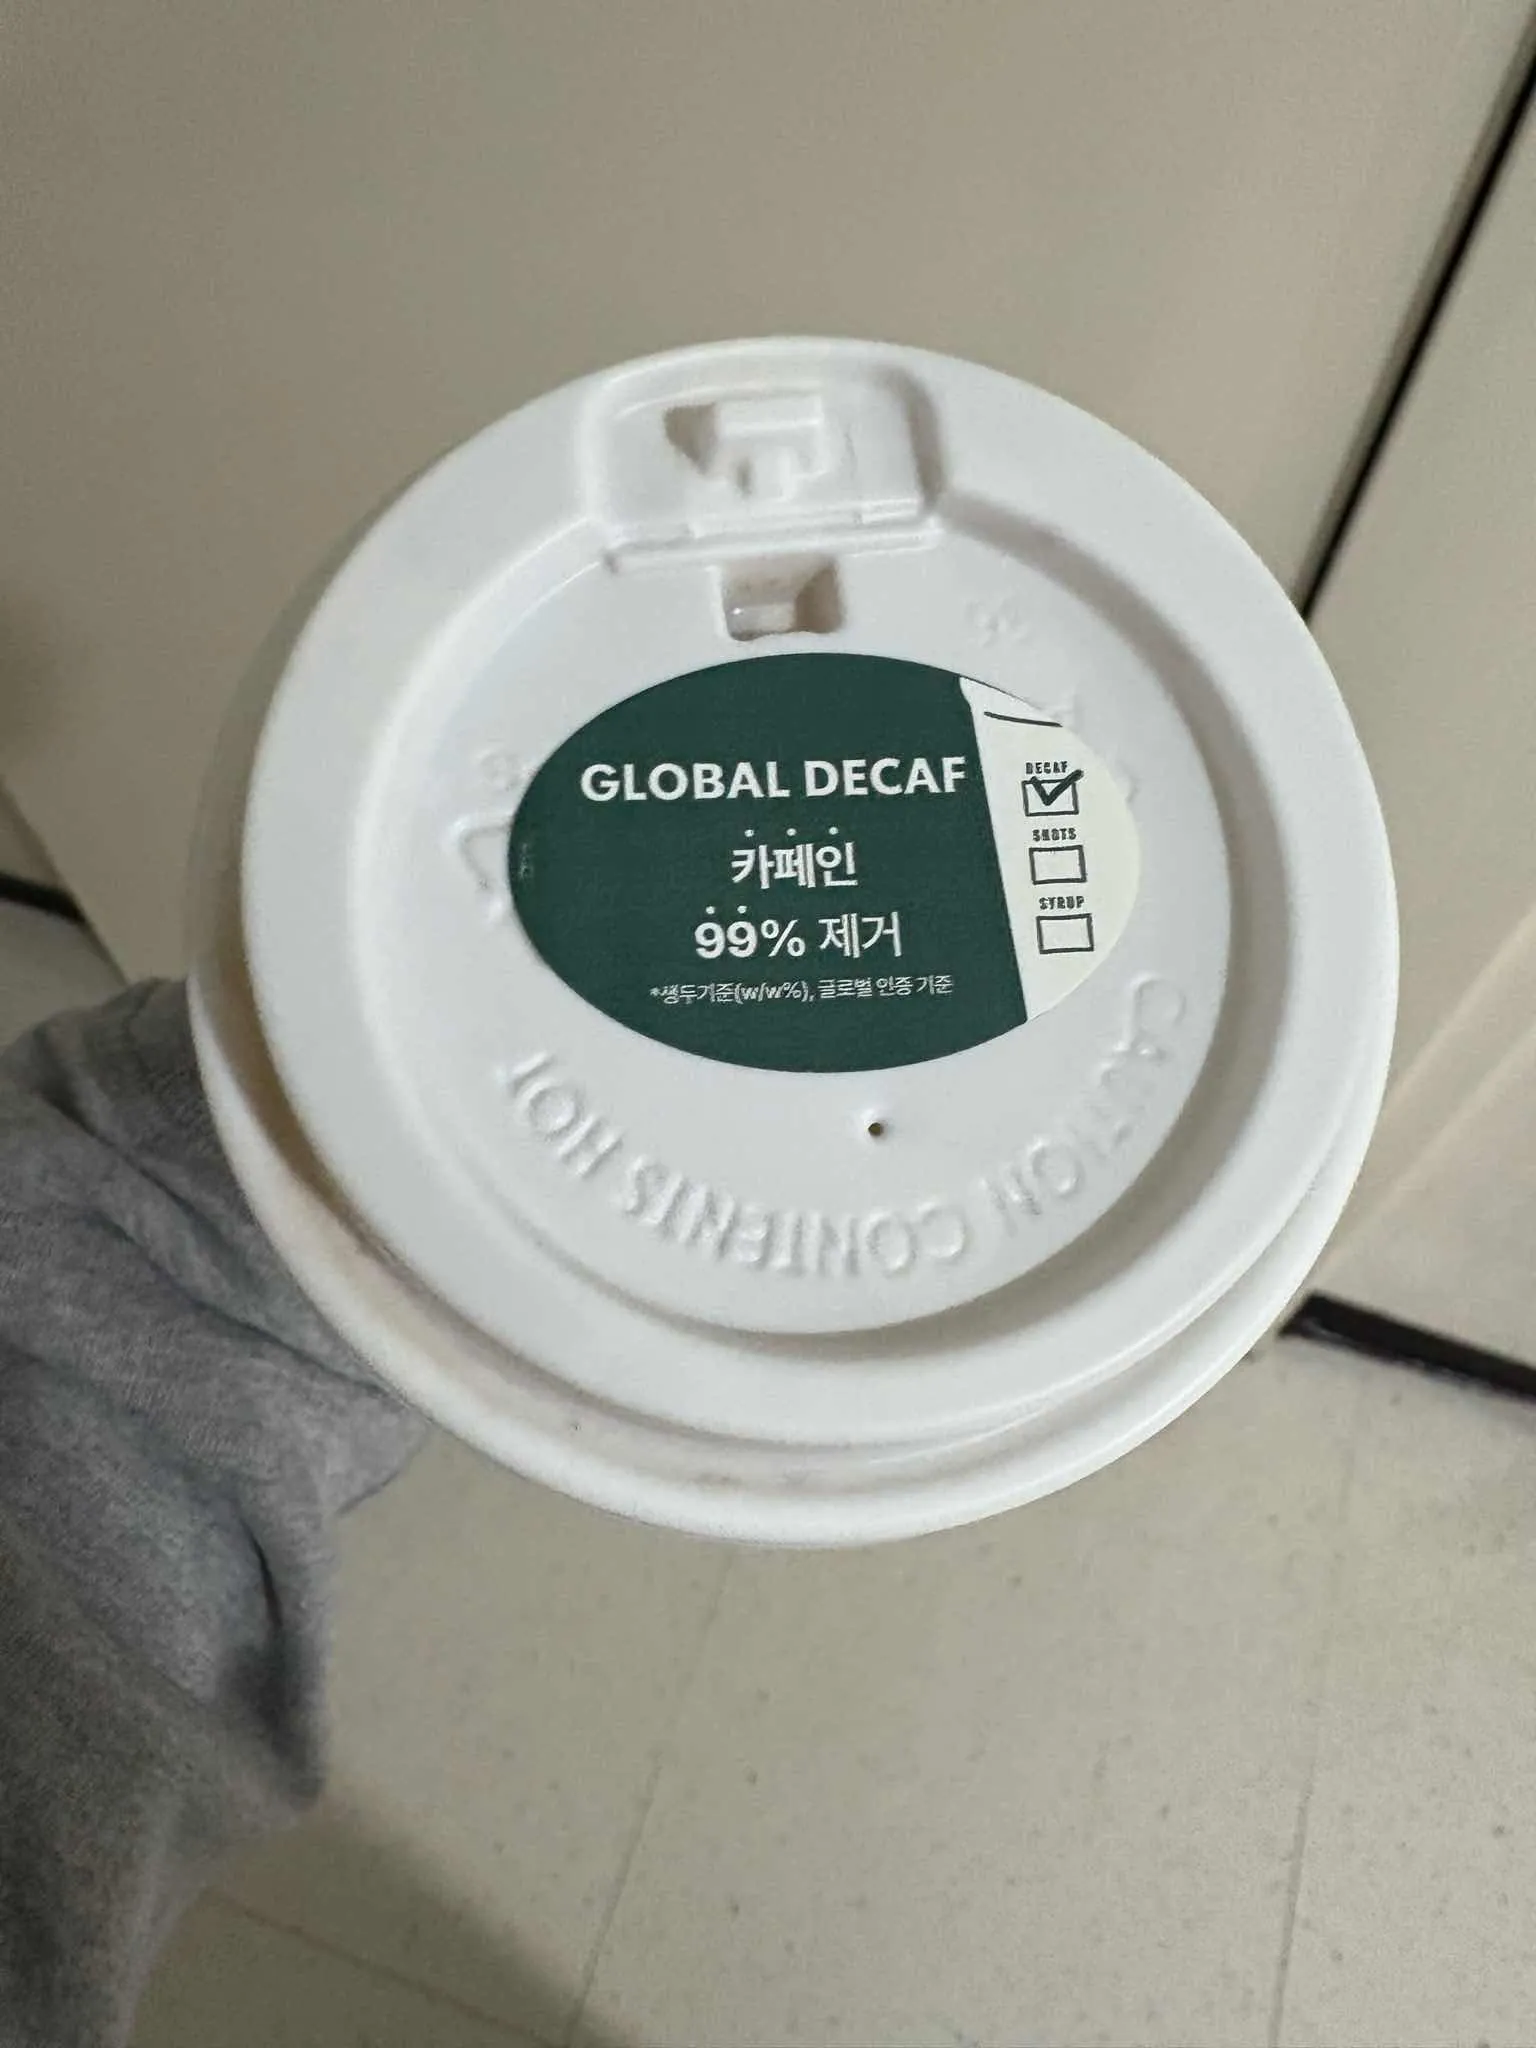 GLOBAL DECAF
카페인
99% 제거
*생두기준(w/w%), 글로벌 인증 기준
DECAF
SHOTS
SYRUP
CAUTION CONTENTS HOT